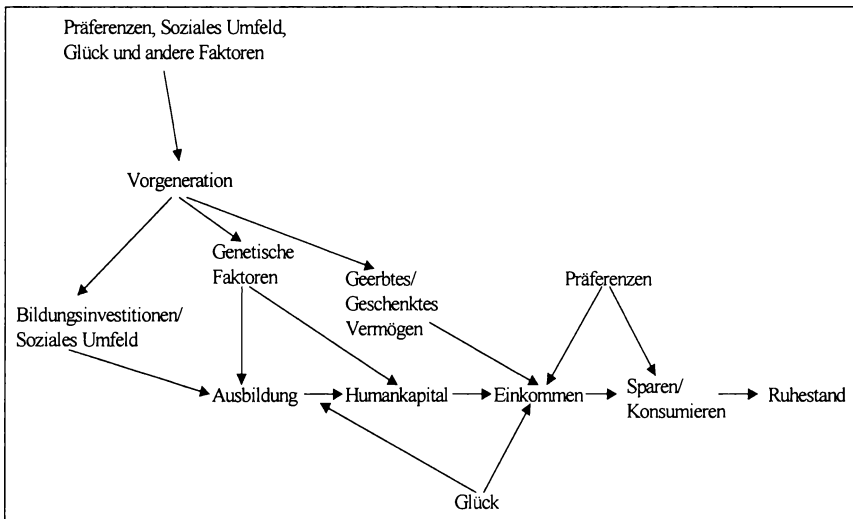 Präferenzen, Soziales Umfeld,
Glück und andere Faktoren
Vorgeneration
Genetische
Faktoren
Geerbtes/
Geschenktes
Vermögen
Präferenzen
Bildungsinvestitionen/
Soziales Umfeld
Ausbildung
Humankapital
Einkommen
Sparen/
Konsumieren
Ruhestand
Glück